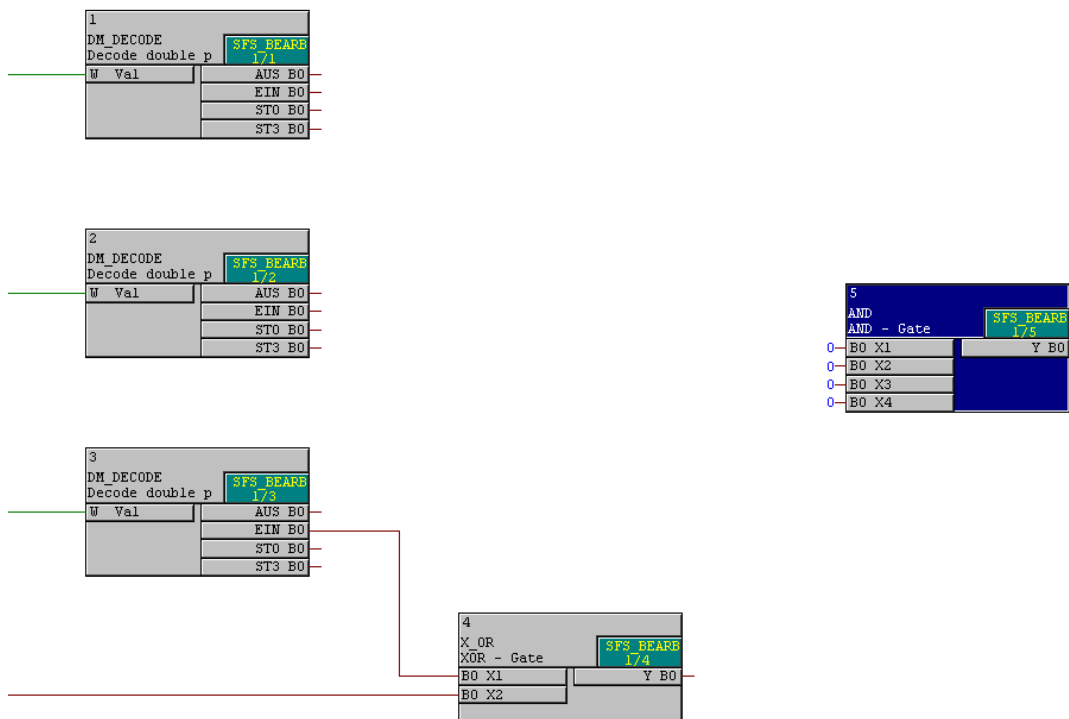 1
DM_DECODE
Decode double p
SFS_BEARB
1/1
W Val
AUS BO
EIN BO
ST0 BO
ST3 BO
2
DM_DECODE
Decode double p
SFS_BEARB
1/2
W Val
AUS BO
EIN BO
ST0 BO
ST3 BO
5
AND
AND - Gate
SFS_BEARB
1/5
0 BO X1
Y BO
0 BO X2
0 BO X3
0 BO X4
3
DM_DECODE
Decode double p
SFS_BEARB
1/3
W Val
AUS BO
EIN BO
ST0 BO
ST3 BO
4
X_OR
XOR - Gate
SFS_BEARB
1/4
BO X1
Y BO
BO X2